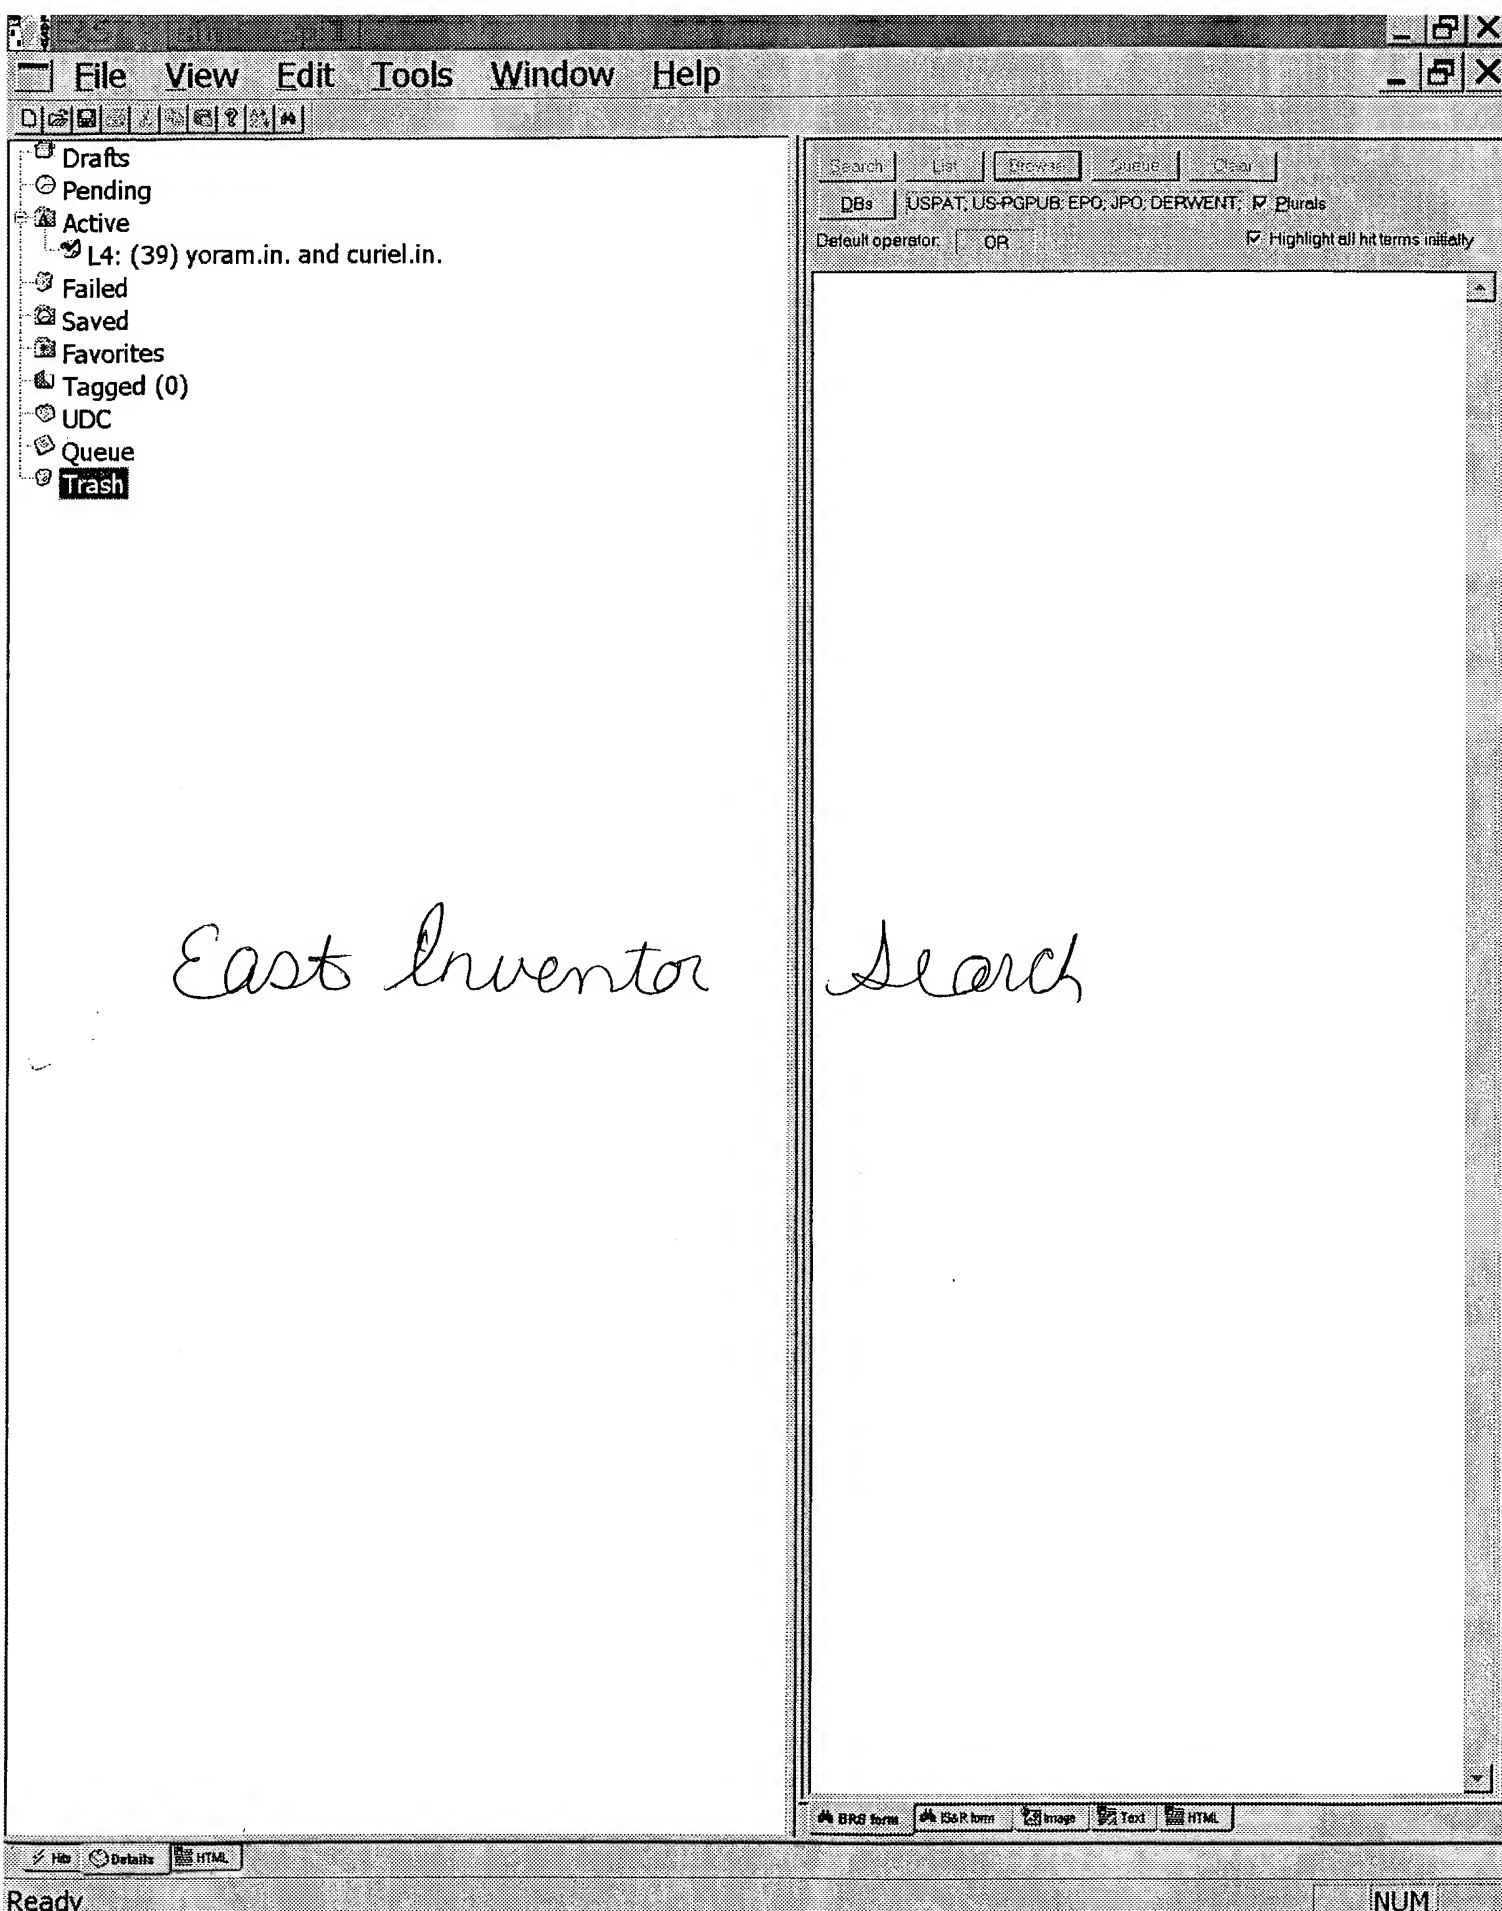 File View Edit Tools Window Help
Drafts
Pending
Active
L4: (39) yoram.in. and curiel.in.
Failed
Saved
Favorites
Tagged (0)
UDC
Queue
Trash
Search List Browse Queue Clear
DBs USPAT; US-PGPUB; EPO; JPO; DERWENT; Plurals
Default operator: OR Highlight all hit terms initially
East Inventor Search
BRS form IS&R form Image Text HTML
Hits Details HTML
Ready NUM